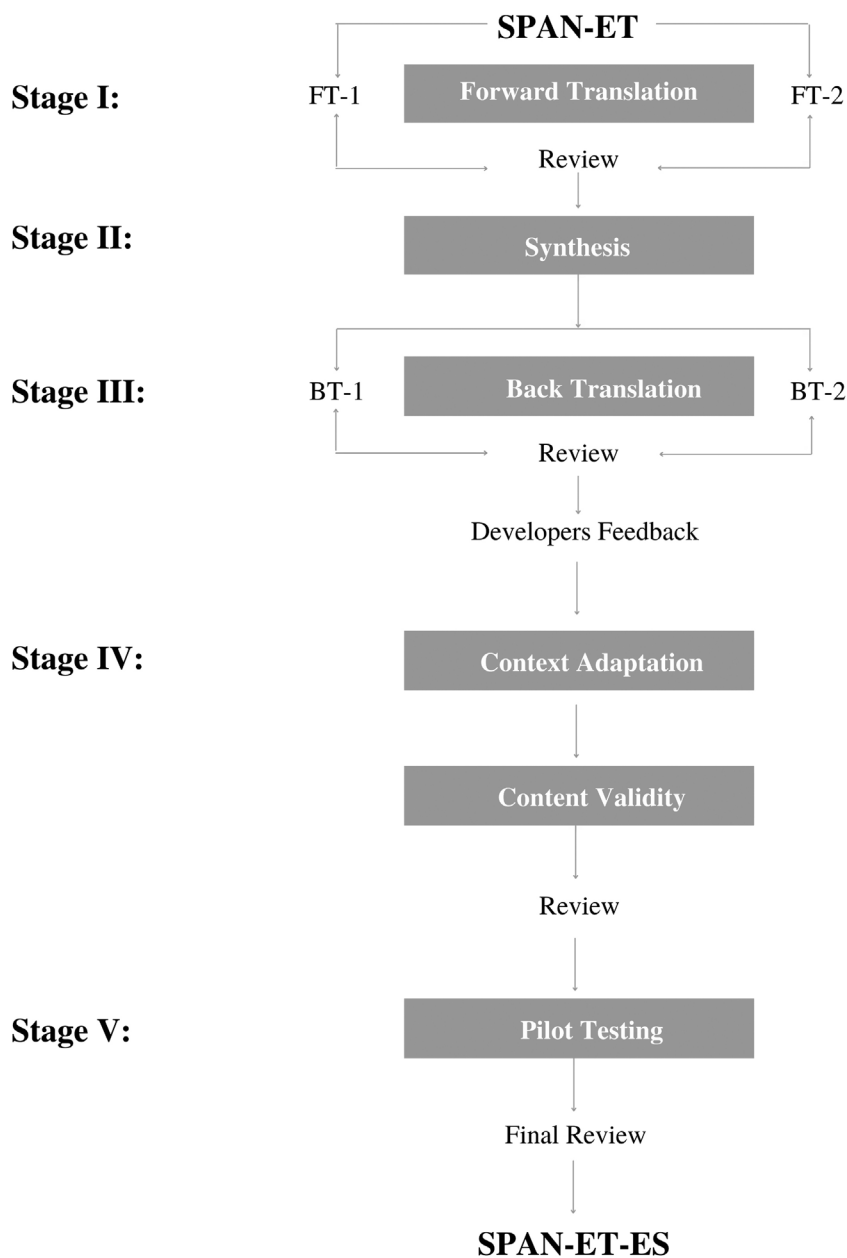 SPAN-ET
Stage I:
FT-1
Forward Translation
FT-2
Review
Stage II:
Synthesis
Stage III:
BT-1
Back Translation
BT-2
Review
Developers Feedback
Stage IV:
Context Adaptation
Content Validity
Review
Stage V:
Pilot Testing
Final Review
SPAN-ET-ES